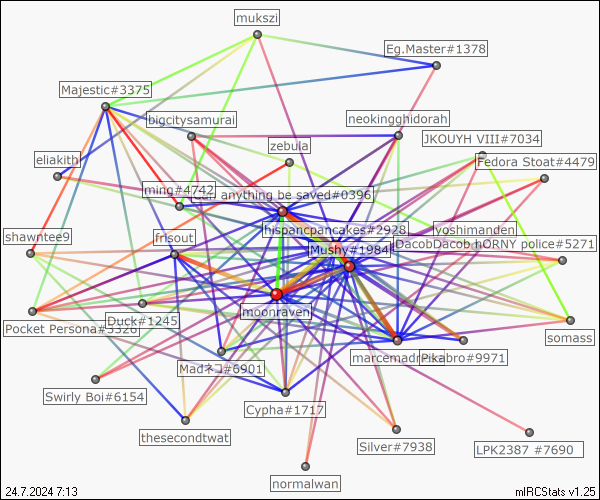 mukszi
Eg.Master#1378
Majestic#3375
bigcitysamurai
neokingghidorah
JKOUYH VIII#7034
zebula
eliakith
Fedora Stoat#4479
ming#4742
anything be saved#0396
hispancpancakes#2928
yoshimanden
shawntee9
frisout
Mushy#1984
DacobDacob
hORNY police#5271
moonraven
Duck#1245
Pocket Persona#5326
somass
marcemadrnara
Pikabro#9971
Madネコ#6901
Swirly Boi#6154
Cypha#1717
thesecondtwat
Silver#7938
LPK2387 #7690
normalwan
24.7.2024 7:13
mIRCStats v1.25